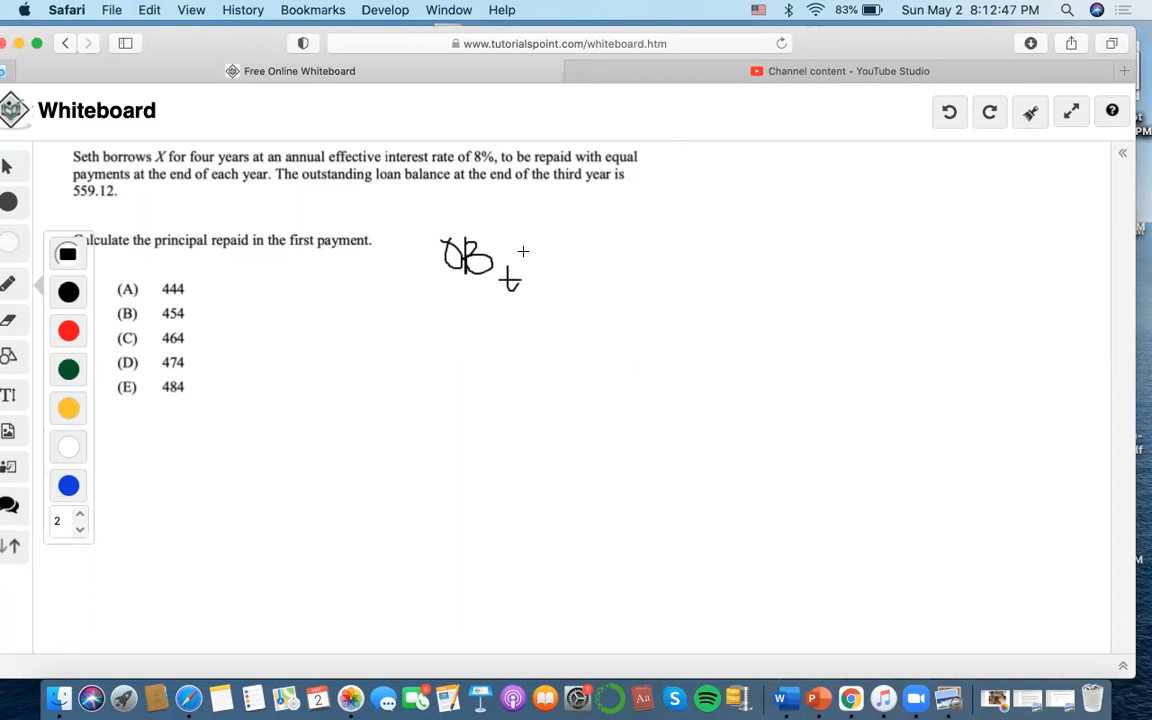 Safari File Edit View History Bookmarks Develop Window Help 83% Sun May 2 8:12:47 PM
www.tutorialspoint.com/whiteboard.htm
Free Online Whiteboard Channel content - YouTube Studio
Whiteboard
Seth borrows X for four years at an annual effective interest rate of 8%, to be repaid with equal
payments at the end of each year. The outstanding loan balance at the end of the third year is
559.12.
Calculate the principal repaid in the first payment.
OB t
(A) 444
(B) 454
(C) 464
(D) 474
(E) 484
TI
2